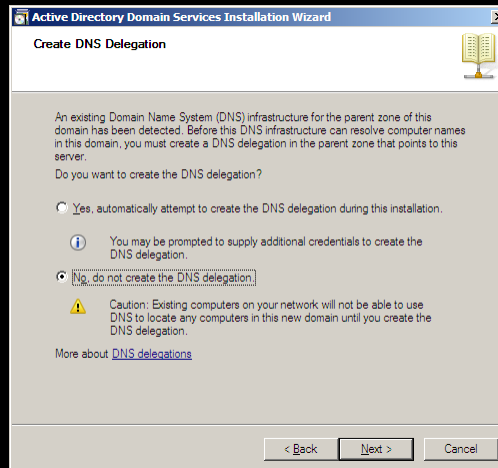 Active Directory Domain Services Installation Wizard
Create DNS Delegation
An existing Domain Name System (DNS) infrastructure for the parent zone of this
domain has been detected. Before this DNS infrastructure can resolve computer names
in this domain, you must create a DNS delegation in the parent zone that points to this
server.
Do you want to create the DNS delegation?
Yes, automatically attempt to create the DNS delegation during this installation.
You may be prompted to supply additional credentials to create the
DNS delegation.
No, do not create the DNS delegation.
Caution: Existing computers on your network will not be able to use
DNS to locate any computers in this new domain until you create the
DNS delegation.
More about DNS delegations
< Back Next > Cancel